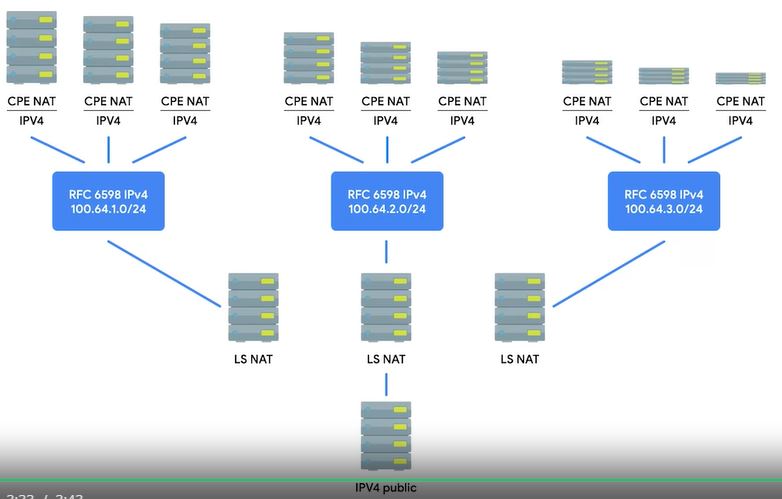 CPE NAT
IPV4
CPE NAT
IPV4
CPE NAT
IPV4
CPE NAT
IPV4
CPE NAT
IPV4
CPE NAT
IPV4
CPE NAT
IPV4
CPE NAT
IPV4
CPE NAT
IPV4
RFC 6598 IPv4
100.64.1.0/24
RFC 6598 IPv4
100.64.2.0/24
RFC 6598 IPv4
100.64.3.0/24
LS NAT
LS NAT
LS NAT
IPV4 public